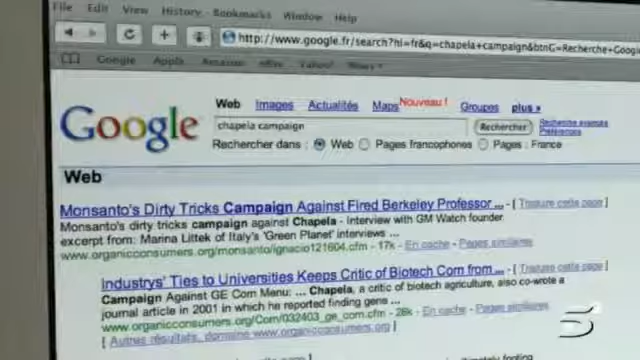 File Edit View History Bookmarks Window Help
http://www.google.fr/search?hl=fr&q=chapela+campaign&btnG=Recherche+Googl
Google Apple Amazon eBay Yahoo! News
Web Images Actualités Maps Nouveau ! Groupes plus »
Google
chapela campaign
Rechercher
Recherche avancée
Préférences
Rechercher dans : Web Pages francophones Pages : France
Web
Monsanto's Dirty Tricks Campaign Against Fired Berkeley Professor ... - [ Traduire cette page ]
Monsanto's dirty tricks campaign against Chapela - Interview with GM Watch founder
excerpt from: Marina Littek of Italy's 'Green Planet' interviews ...
www.organicconsumers.org/monsanto/ignacio121604.cfm - 17k - En cache - Pages similaires
Industrys' Ties to Universities Keeps Critic of Biotech Corn from ... - [ Traduire cette page ]
Campaign Against GE Corn Menu: ... Chapela, a critic of biotech agriculture, also co-wrote a
journal article in 2001 in which he reported finding gene ...
www.organicconsumers.org/Corn/032403_ge_corn.cfm - 26k - En cache - Pages similaires
[ Autres résultats, domaine www.organicconsumers.org ]
cette page ]